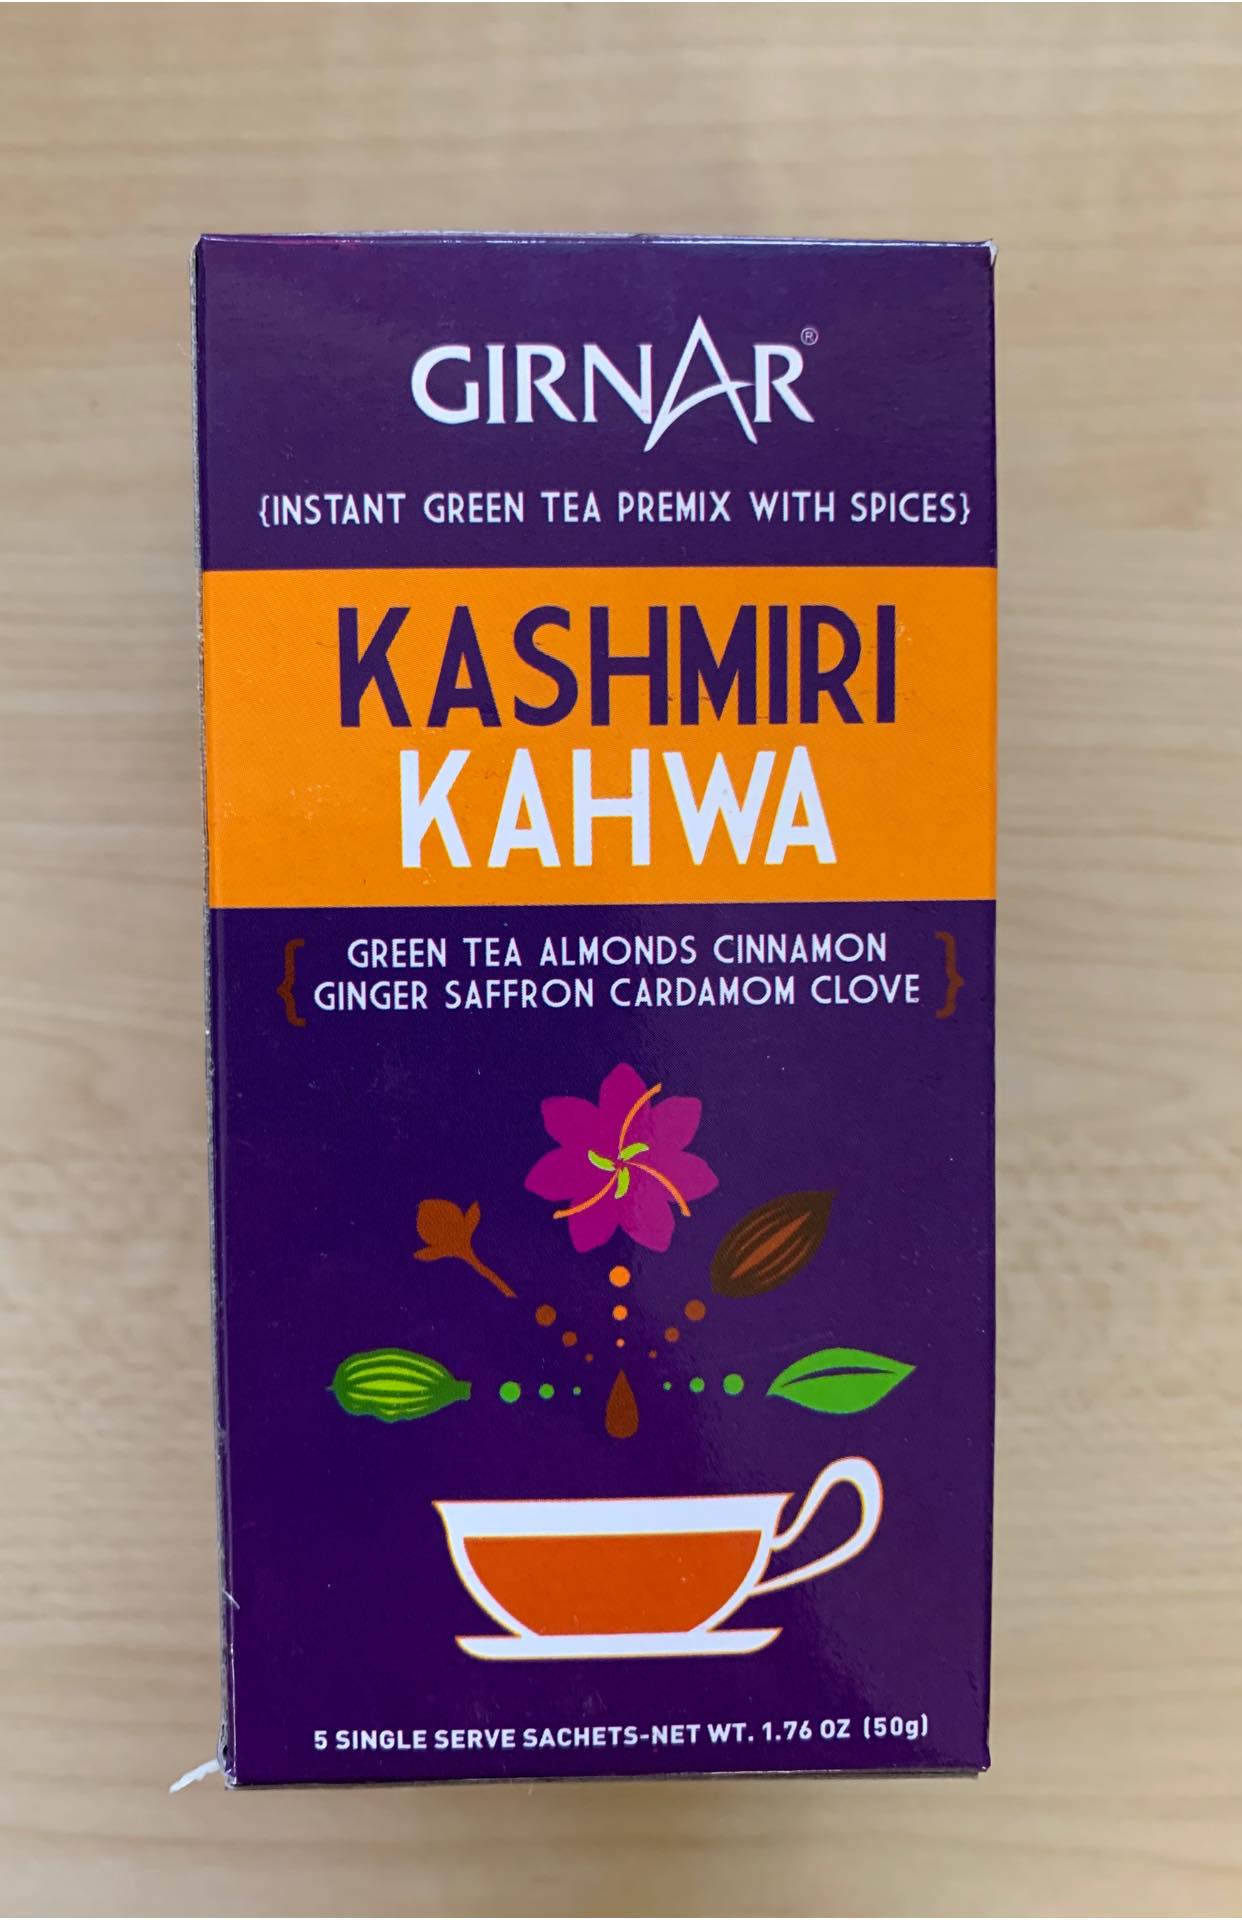 GIRNAR®
{INSTANT GREEN TEA PREMIX WITH SPICES}
KASHMIRI
KAHWA
{ GREEN TEA ALMONDS CINNAMON
GINGER SAFFRON CARDAMOM CLOVE }
5 SINGLE SERVE SACHETS-NET WT. 1.76 OZ (50g)